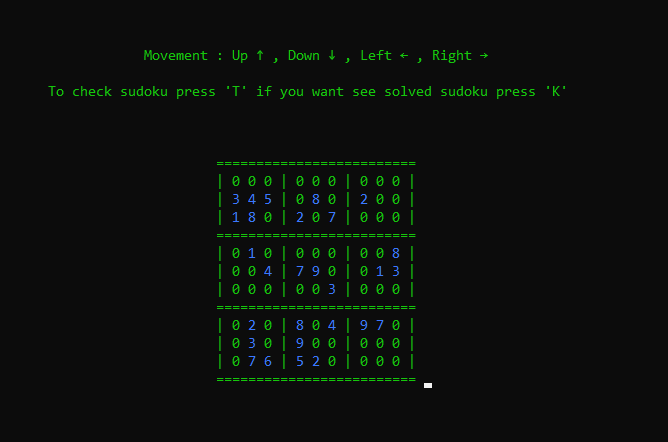 Movement : Up ↑ , Down ↓ , Left ← , Right →
To check sudoku press 'T' if you want see solved sudoku press 'K'
=========================
| 0 0 0 | 0 0 0 | 0 0 0 |
| 3 4 5 | 0 8 0 | 2 0 0 |
| 1 8 0 | 2 0 7 | 0 0 0 |
=========================
| 0 1 0 | 0 0 0 | 0 0 8 |
| 0 0 4 | 7 9 0 | 0 1 3 |
| 0 0 0 | 0 0 3 | 0 0 0 |
=========================
| 0 2 0 | 8 0 4 | 9 7 0 |
| 0 3 0 | 9 0 0 | 0 0 0 |
| 0 7 6 | 5 2 0 | 0 0 0 |
=========================